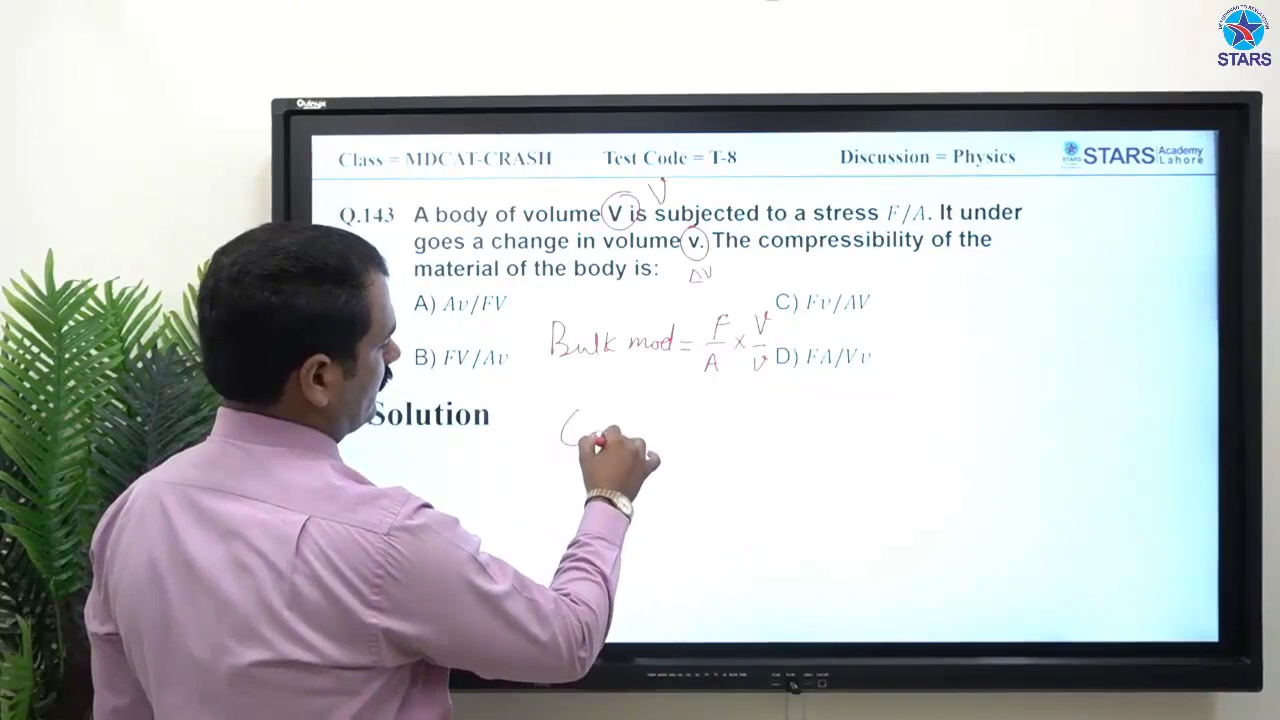 STARS
Quinyx
Class = MDCAT-CRASH Test Code = T-8 Discussion = Physics STARS Academy Lahore
V
Q.143 A body of volume V is subjected to a stress F/A. It under
goes a change in volume v. The compressibility of the
material of the body is:
ΔV
A) Av/FV C) Fv/AV
Bulk mod = F/A × V/v
B) FV/Av D) FA/Vv
Solution
C